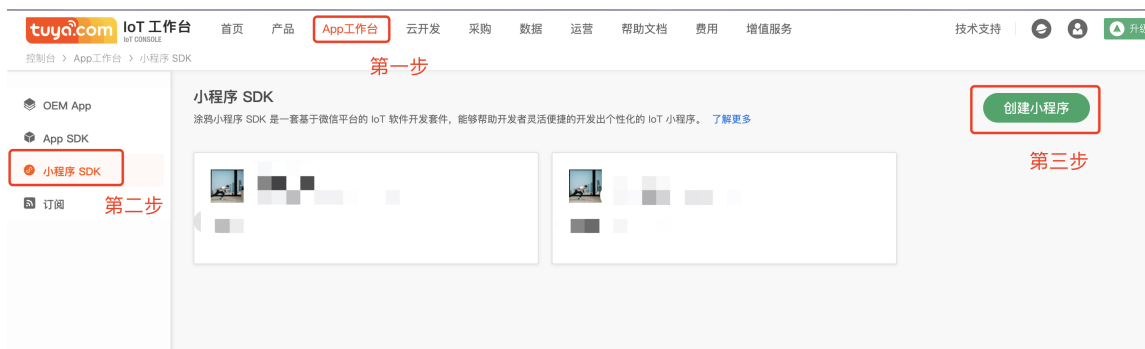 tuya.com IoT 工作台 首页 产品 App工作台 云开发 采购 数据 运营 帮助文档 费用 增值服务 技术支持
IoT CONSOLE
控制台 > App工作台 > 小程序 SDK
第一步
小程序 SDK
涂鸦小程序 SDK 是一套基于微信平台的 IoT 软件开发套件，能够帮助开发者灵活便捷的开发出个性化的 IoT 小程序。 了解更多
创建小程序
第三步
OEM App
App SDK
小程序 SDK
第二步
订阅